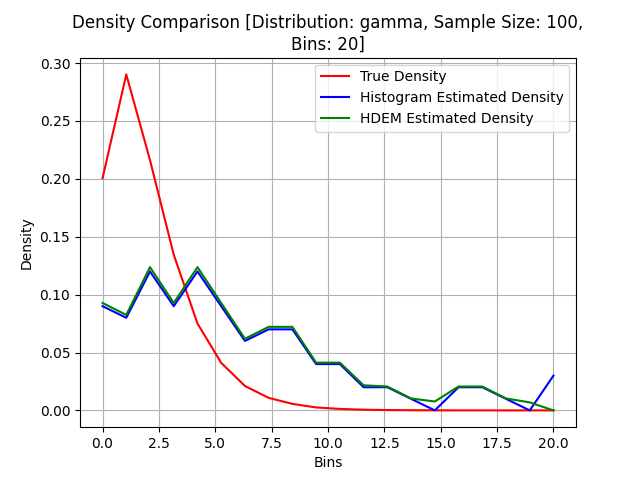 Density Comparison [Distribution: gamma, Sample Size: 100,
Bins: 20]
True Density
Histogram Estimated Density
HDEM Estimated Density
Density
0.30
0.25
0.20
0.15
0.10
0.05
0.00
0.0 2.5 5.0 7.5 10.0 12.5 15.0 17.5 20.0
Bins